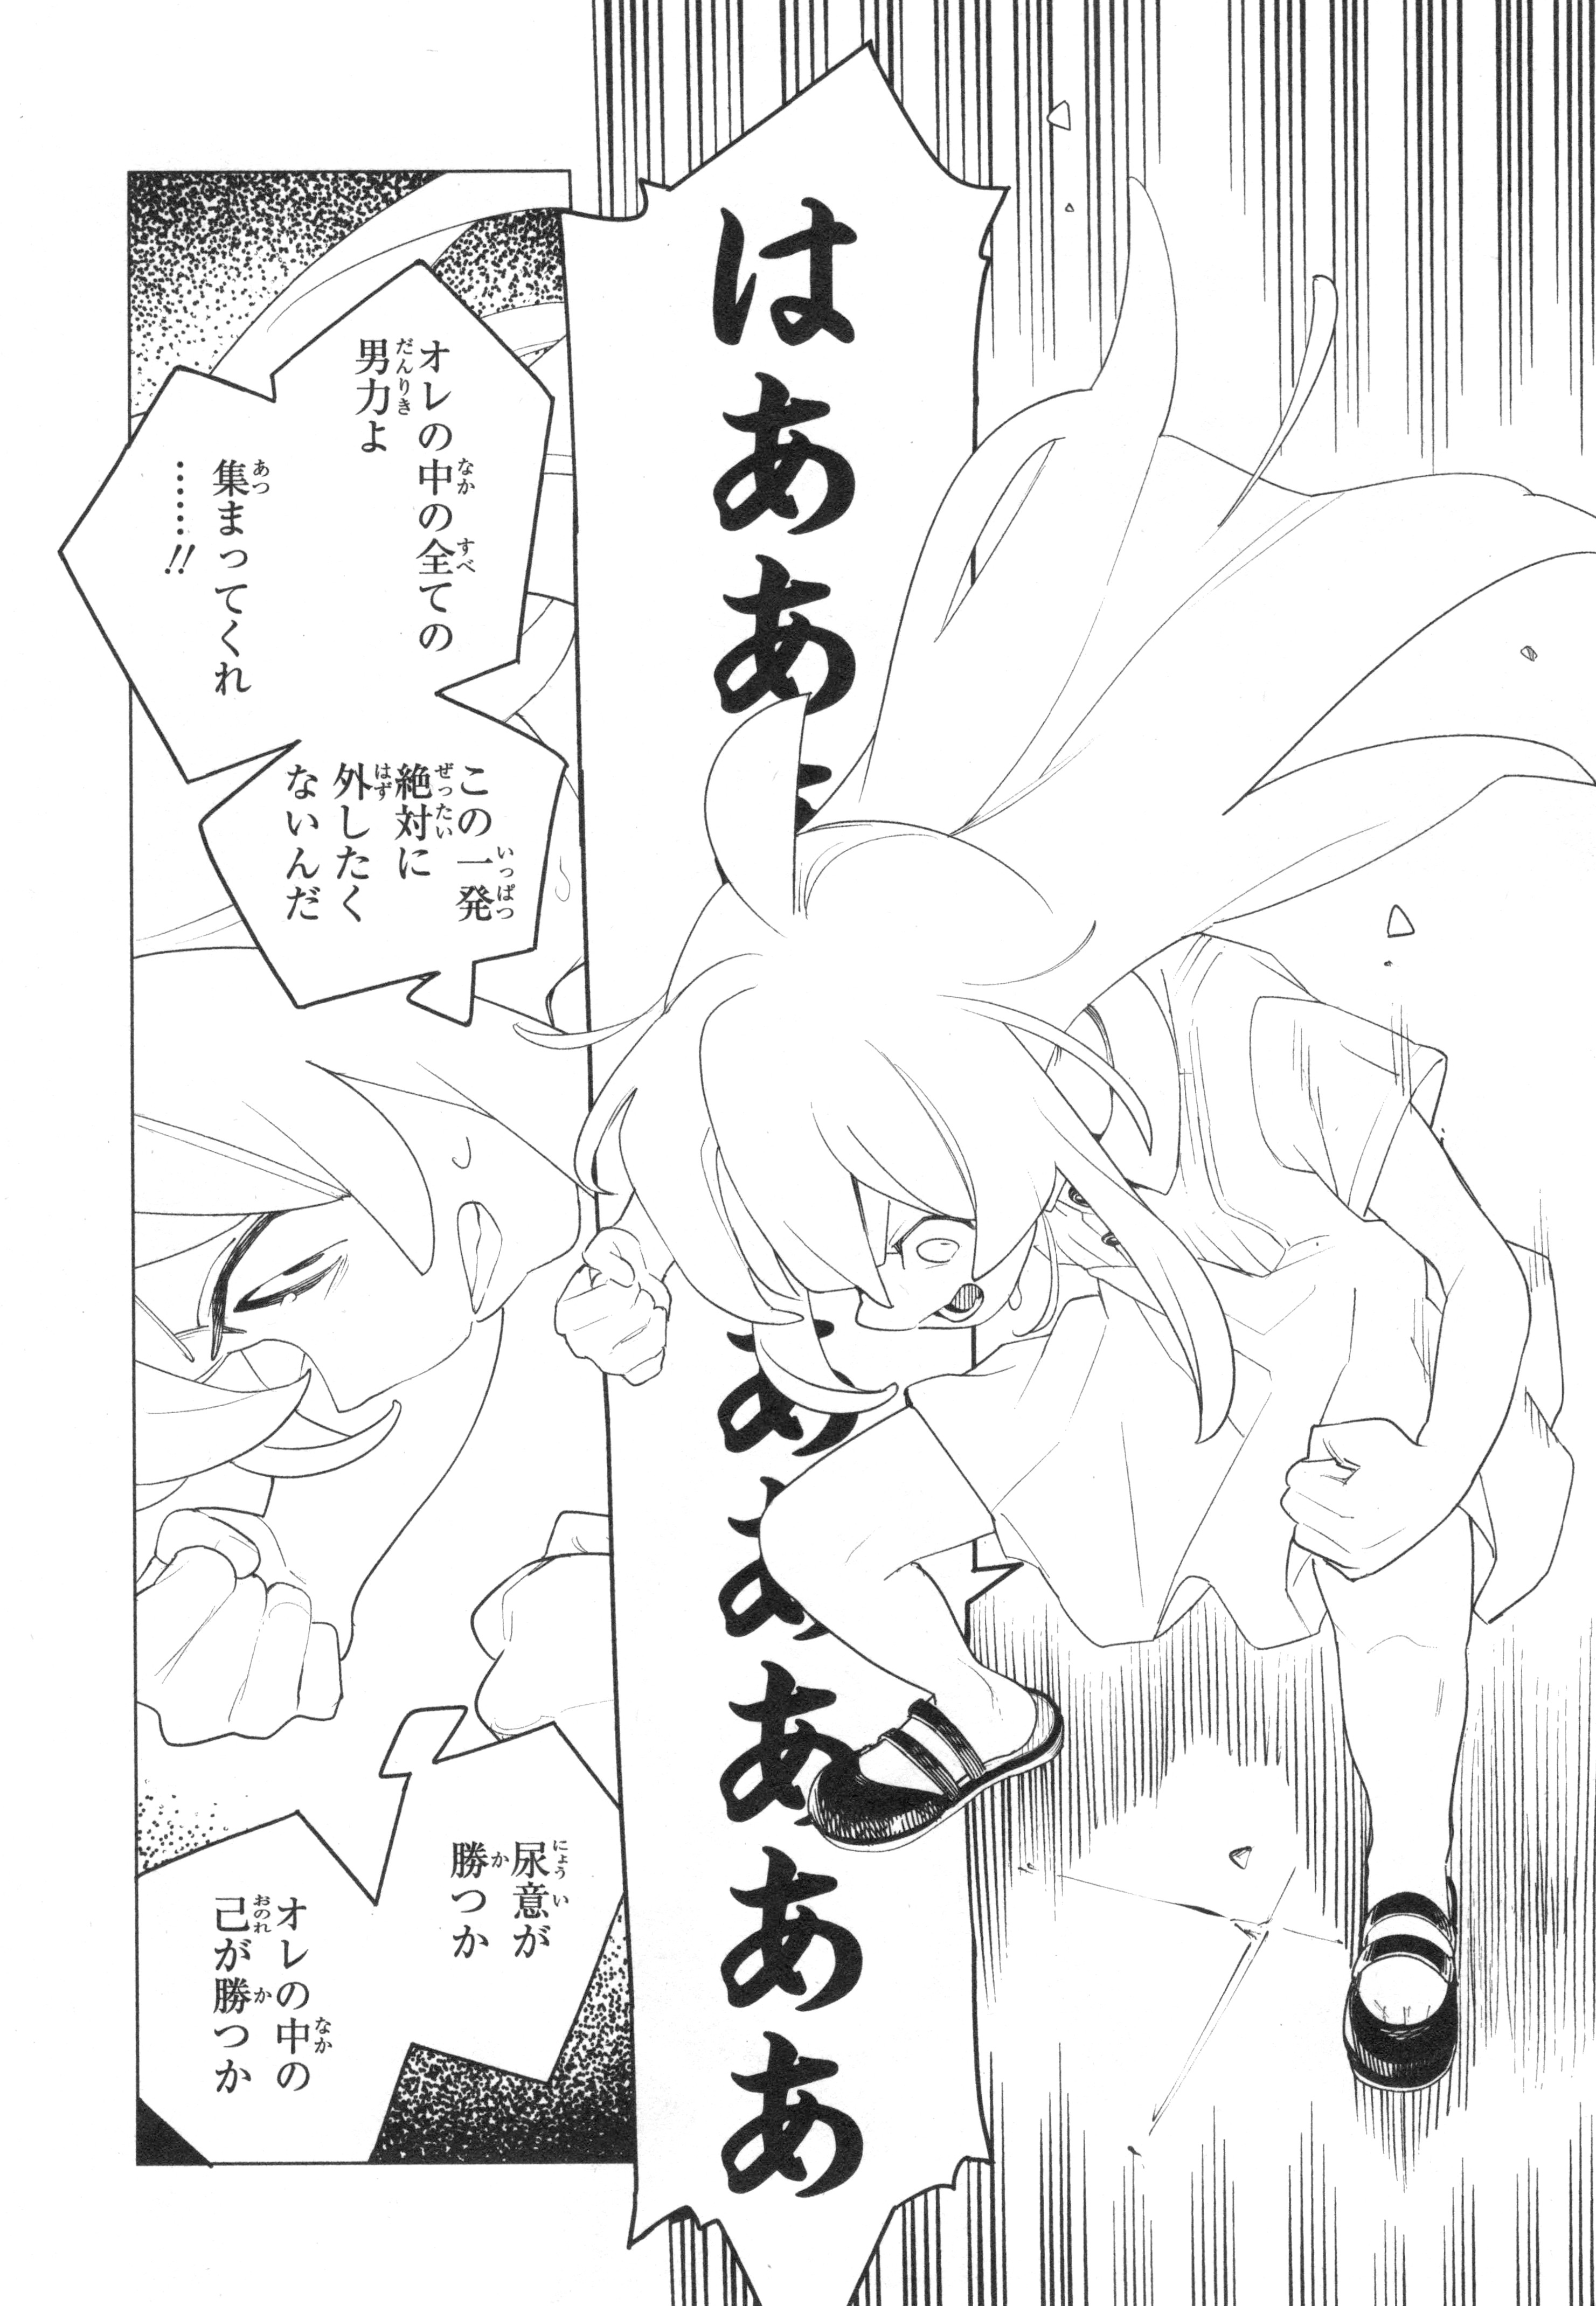 はああああああああ
オレの中の全ての
男力よ
集まってくれ
……!!
この一発
絶対に
外したく
ないんだ
尿意が
勝つか
オレの中の
己が勝つか